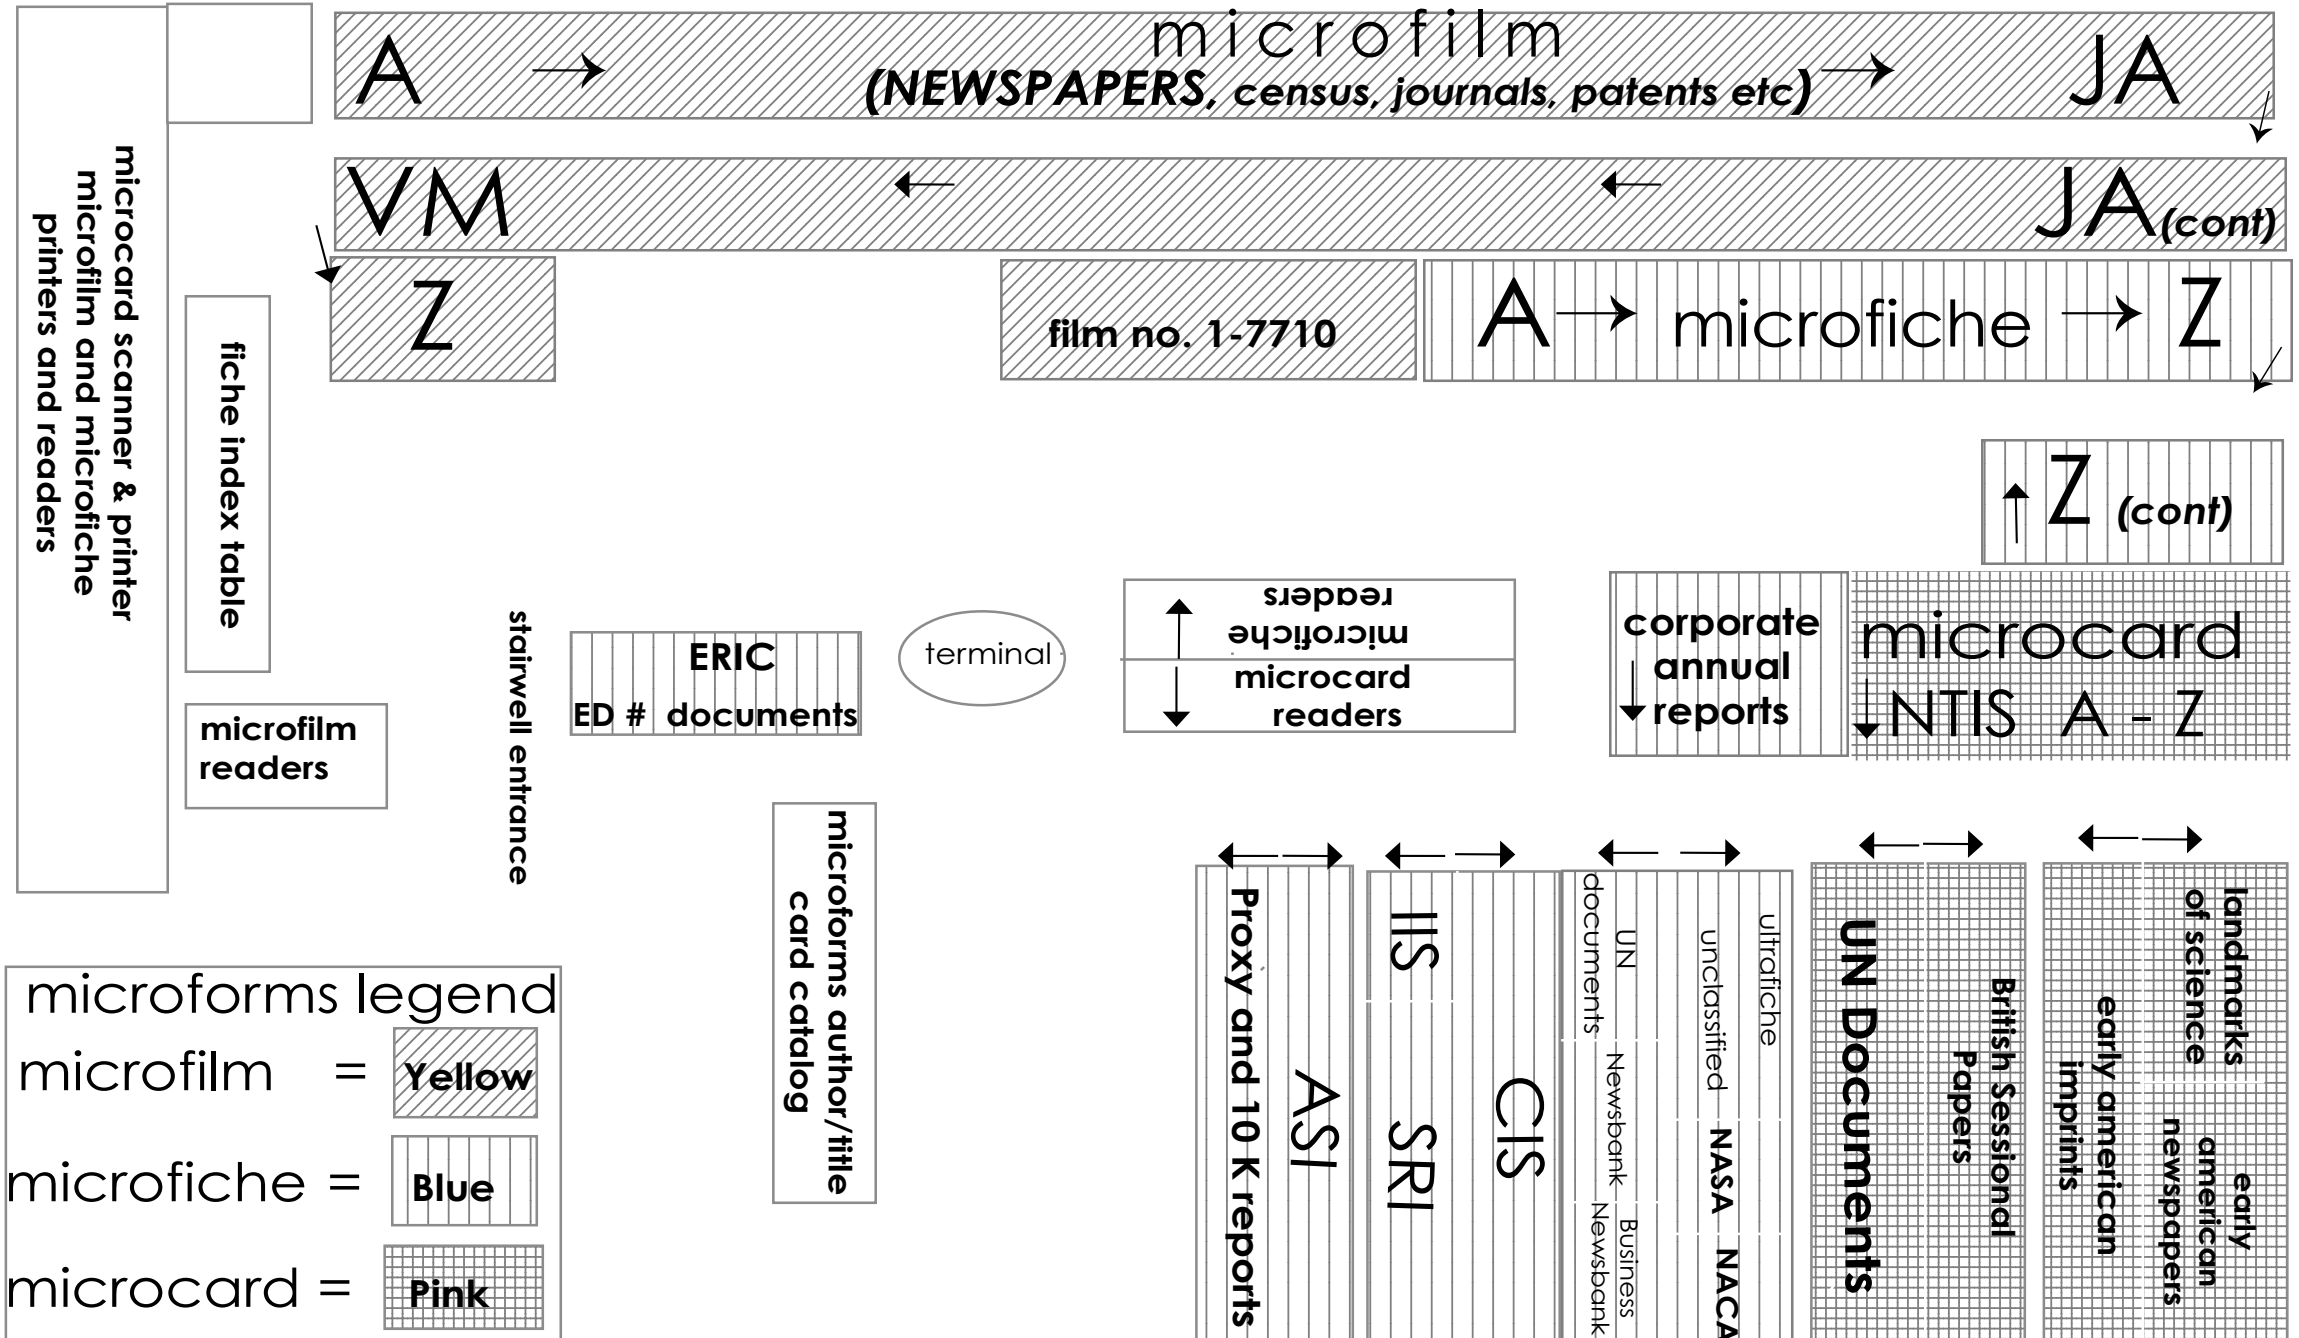 microfilm
A
(NEWSPAPERS, census, journals, patents etc)
JA
VM
JA (cont)
Z
film no. 1-7710
A
microfiche
Z
microcard scanner & printer
microfilm and microfiche
printers and readers
fiche index table
Z (cont)
stairwell entrance
ERIC
ED # documents
terminal
microfiche
readers
microcard
readers
corporate
annual
reports
microcard
NTIS A - Z
microfilm
readers
microforms author/title
card catalog
Proxy and 10 K reports
ASI
IIS
SRI
CIS
UN
documents
Newsbank
Business
Newsbank
ultrafiche
unclassified
NASA
NACA
UN Documents
British Sessional
Papers
early american
imprints
landmarks
of science
early
american
newspapers
microforms legend
microfilm = Yellow
microfiche = Blue
microcard = Pink